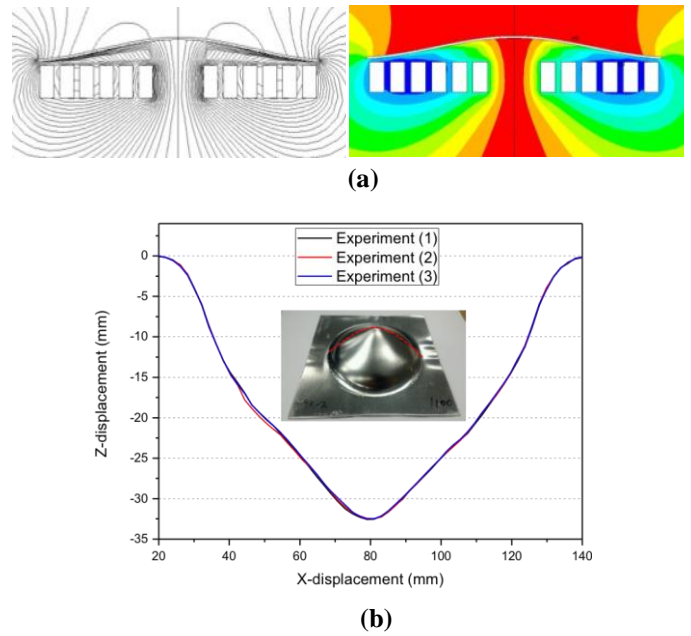 (a)
Experiment (1)
Experiment (2)
Experiment (3)
0
-5
-10
-15
-20
-25
-30
-35
20
40
60
80
100
120
140
Z-displacement (mm)
X-displacement (mm)
(b)